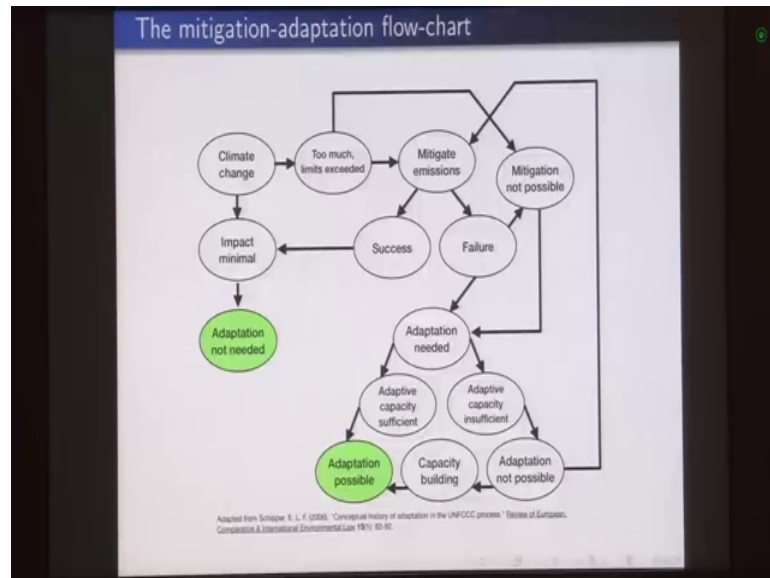 The mitigation-adaptation flow-chart
Climate
change
Too much,
limits exceeded
Mitigate
emissions
Mitigation
not possible
Impact
minimal
Success
Failure
Adaptation
not needed
Adaptation
needed
Adaptive
capacity
sufficient
Adaptive
capacity
insufficient
Adaptation
possible
Capacity
building
Adaptation
not possible
Adapted from Schipper, E. L. F. (2006), "Conceptual history of adaptation in the UNFCCC process." Review of European,
Comparative & International Environmental Law 15(1): 82-92.